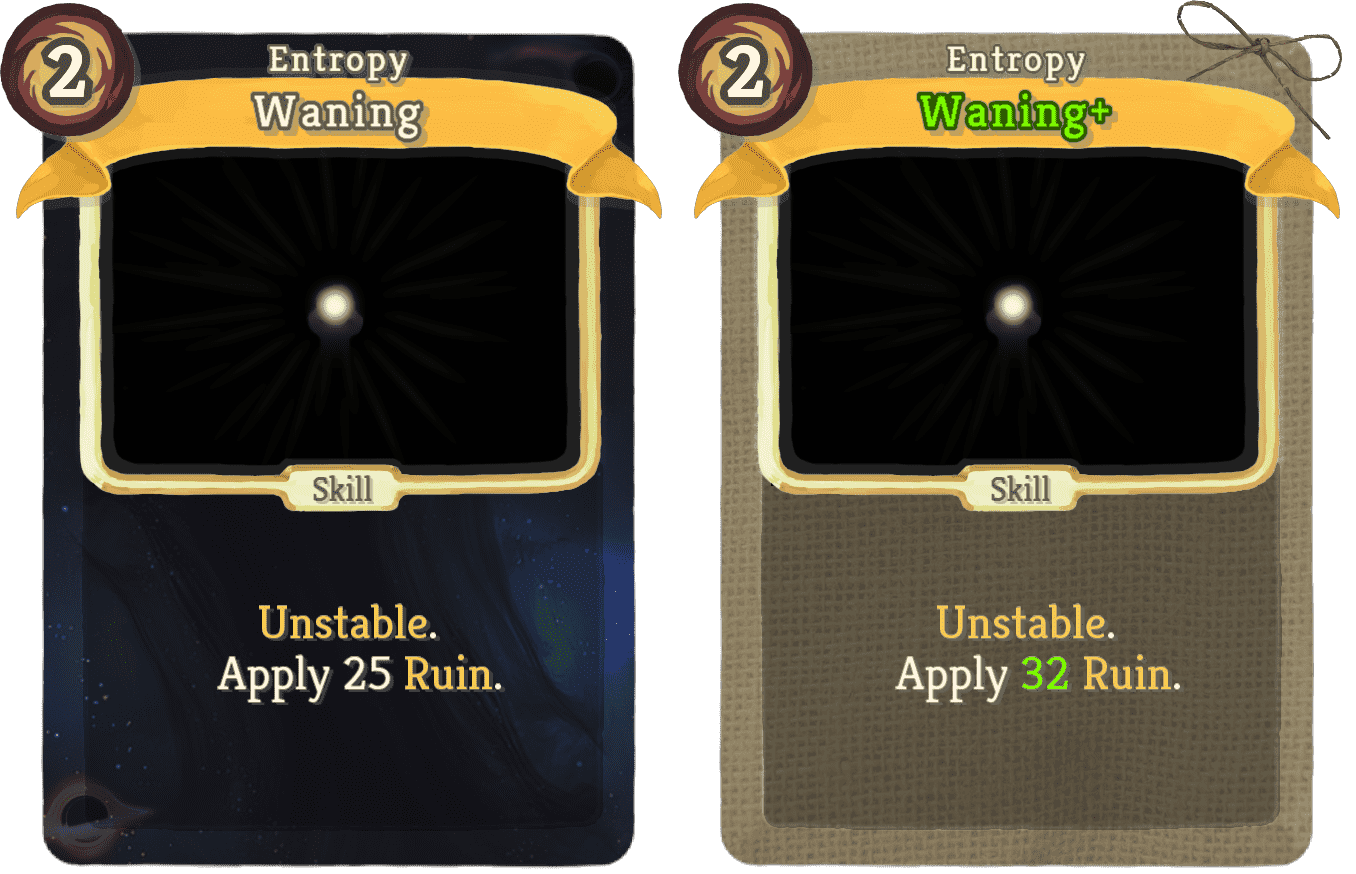 2
Entropy
Waning
Skill
Unstable.
Apply 25 Ruin.
2
Entropy
Waning+
Skill
Unstable.
Apply 32 Ruin.